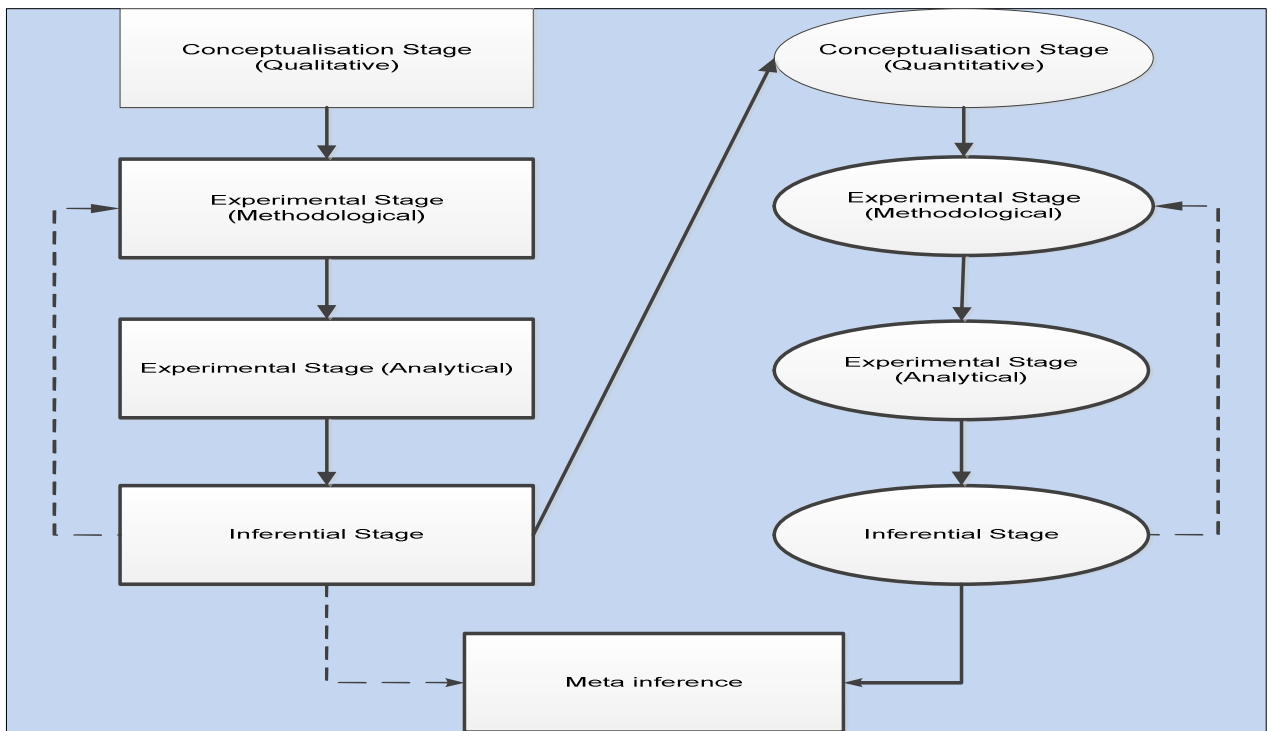 Conceptualisation Stage
(Qualitative)
Experimental Stage
(Methodological)
Experimental Stage (Analytical)
Inferential Stage
Conceptualisation Stage
(Quantitative)
Experimental Stage
(Methodological)
Experimental Stage
(Analytical)
Inferential Stage
Meta inference